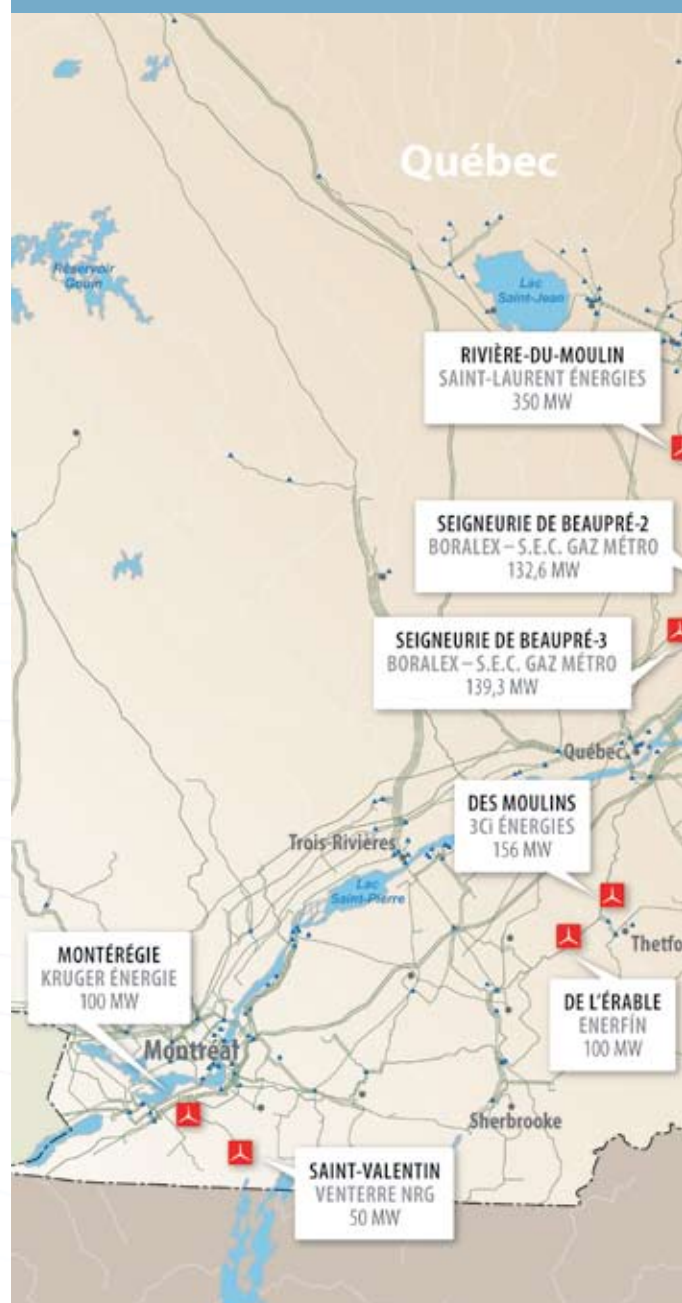 Québec
Réservoir
Gouin
Lac
Saint-Jean
RIVIÈRE-DU-MOULIN
SAINT-LAURENT ÉNERGIES
350 MW
SEIGNEURIE DE BEAUPRÉ-2
BORALEX – S.E.C. GAZ MÉTRO
132,6 MW
SEIGNEURIE DE BEAUPRÉ-3
BORALEX – S.E.C. GAZ MÉTRO
139,3 MW
Québec
DES MOULINS
3Ci ÉNERGIES
156 MW
Trois-Rivières
Lac
Saint-Pierre
Thetfo
MONTÉRÉGIE
KRUGER ÉNERGIE
100 MW
DE L'ÉRABLE
ENERFÍN
100 MW
Montréal
Sherbrooke
SAINT-VALENTIN
VENTERRE NRG
50 MW